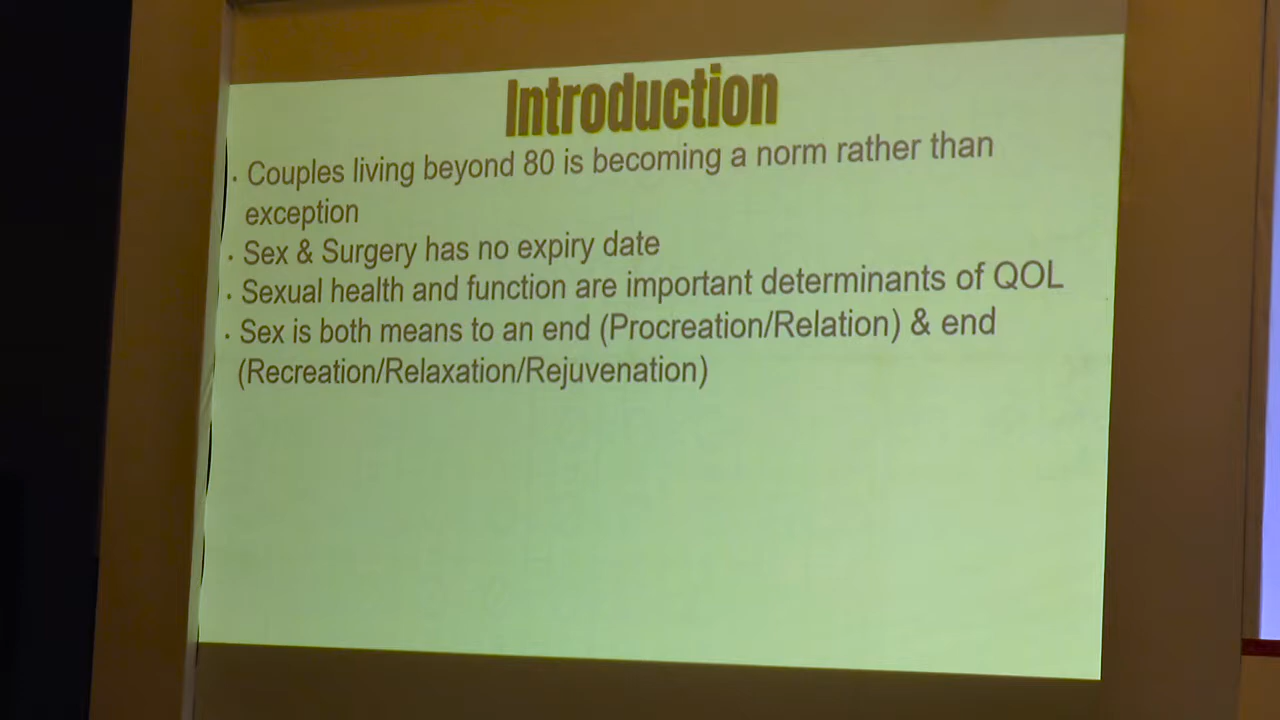 Introduction
· Couples living beyond 80 is becoming a norm rather than
exception
· Sex & Surgery has no expiry date
· Sexual health and function are important determinants of QOL
· Sex is both means to an end (Procreation/Relation) & end
(Recreation/Relaxation/Rejuvenation)